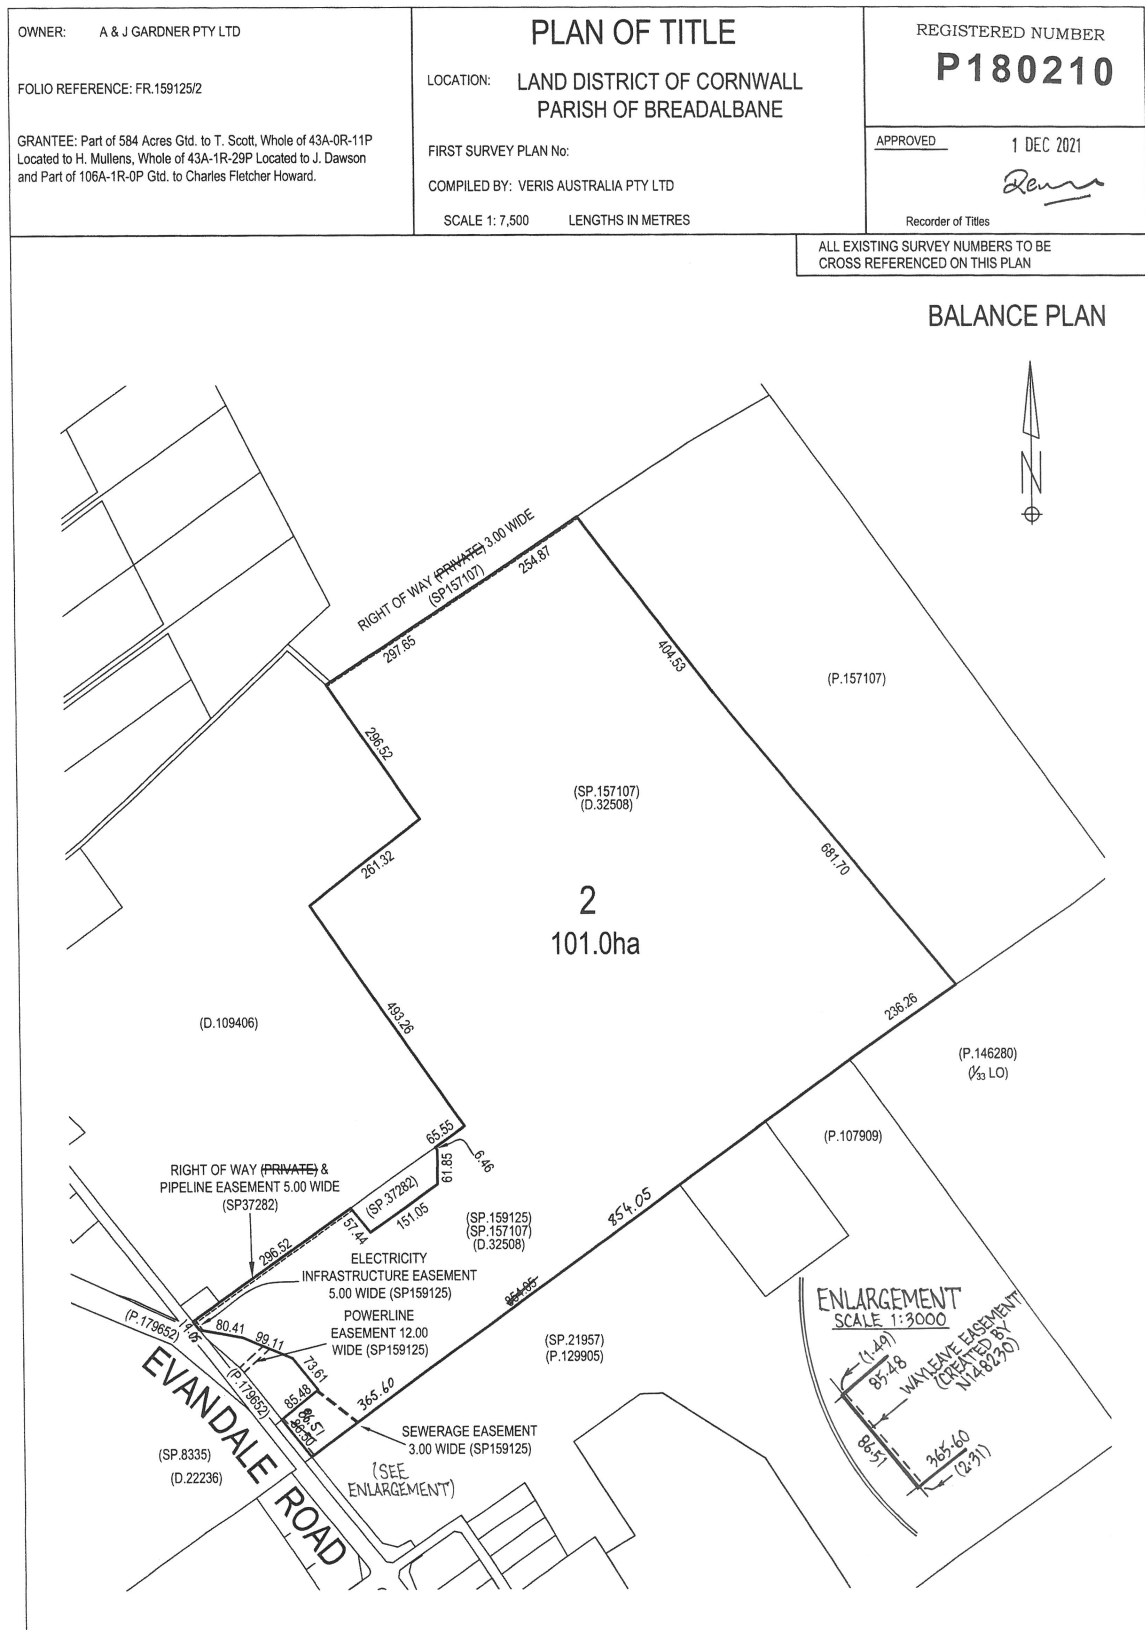 OWNER: A & J GARDNER PTY LTD
FOLIO REFERENCE: FR.159125/2
GRANTEE: Part of 584 Acres Gtd. to T. Scott, Whole of 43A-0R-11P
Located to H. Mullens, Whole of 43A-1R-29P Located to J. Dawson
and Part of 106A-1R-0P Gtd. to Charles Fletcher Howard.
PLAN OF TITLE
LOCATION: LAND DISTRICT OF CORNWALL
PARISH OF BREADALBANE
FIRST SURVEY PLAN No:
COMPILED BY: VERIS AUSTRALIA PTY LTD
SCALE 1: 7,500 LENGTHS IN METRES
REGISTERED NUMBER
P180210
APPROVED 1 DEC 2021
Recorder of Titles
ALL EXISTING SURVEY NUMBERS TO BE
CROSS REFERENCED ON THIS PLAN
BALANCE PLAN
N
RIGHT OF WAY (PRIVATE) 3.00 WIDE
(SP157107)
254.87
297.65
404.53
(P.157107)
296.52
(SP.157107)
(D.32508)
681.70
261.32
2
101.0ha
493.26
236.26
(D.109406)
(P.146280)
(1/33 LO)
65.55
6.46
61.85
(P.107909)
RIGHT OF WAY (PRIVATE) &
PIPELINE EASEMENT 5.00 WIDE
(SP37282)
(SP.37282)
151.05
57.44
854.05
(SP.159125)
(SP.157107)
(D.32508)
296.52
ELECTRICITY
INFRASTRUCTURE EASEMENT
5.00 WIDE (SP159125)
854.85
POWERLINE
EASEMENT 12.00
WIDE (SP159125)
(P.179652)
19.05
80.41
99.11
73.61
(P.179652)
85.48
86.51
86.50
365.60
(SP.21957)
(P.129905)
EVANDALE ROAD
SEWERAGE EASEMENT
3.00 WIDE (SP159125)
(SP.8335)
(D.22236)
(SEE
ENLARGEMENT)
ENLARGEMENT
SCALE 1:3000
(1.49)
85.48
WAYLEAVE EASEMENT
(CREATED BY
N148230)
86.51
365.60
(2.31)